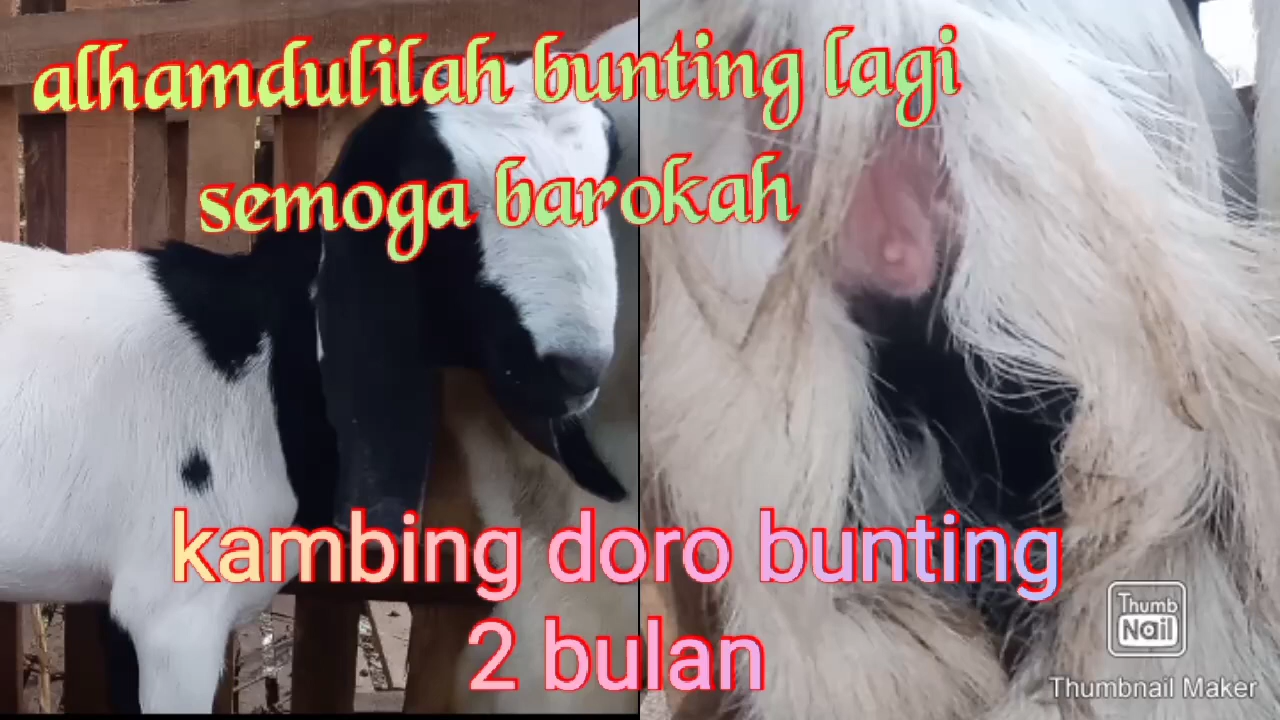 alhamdulilah bunting lagi
semoga barokah
kambing doro bunting
2 bulan
Thumb
Nail
Thumbnail Maker